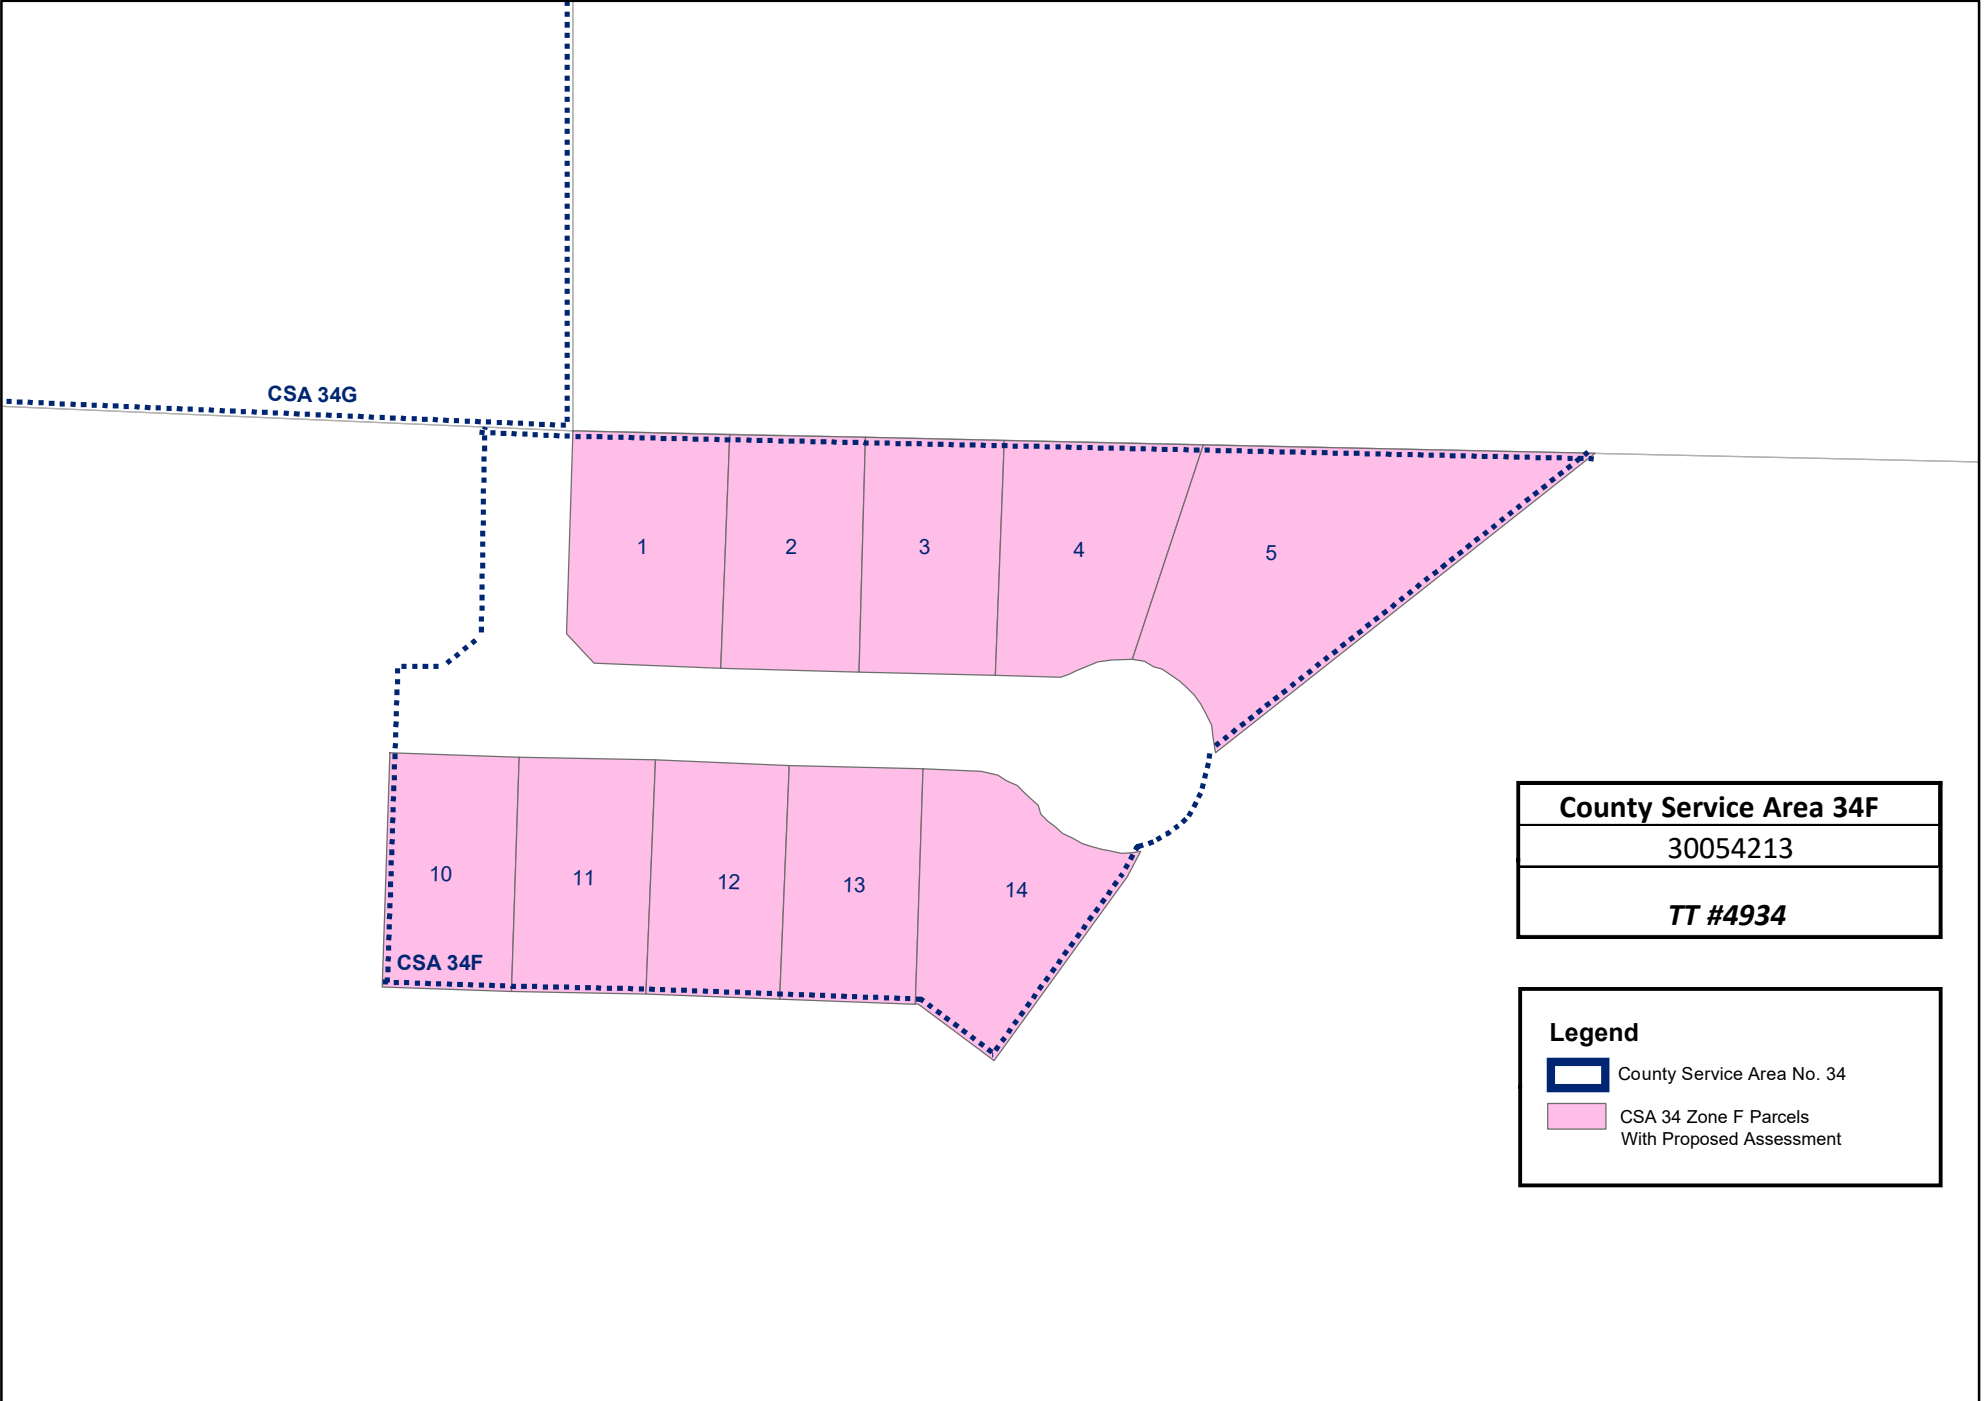 CSA 34G
1
2
3
4
5
10
11
12
13
14
CSA 34F
County Service Area 34F
30054213
TT #4934
Legend
County Service Area No. 34
CSA 34 Zone F Parcels
With Proposed Assessment